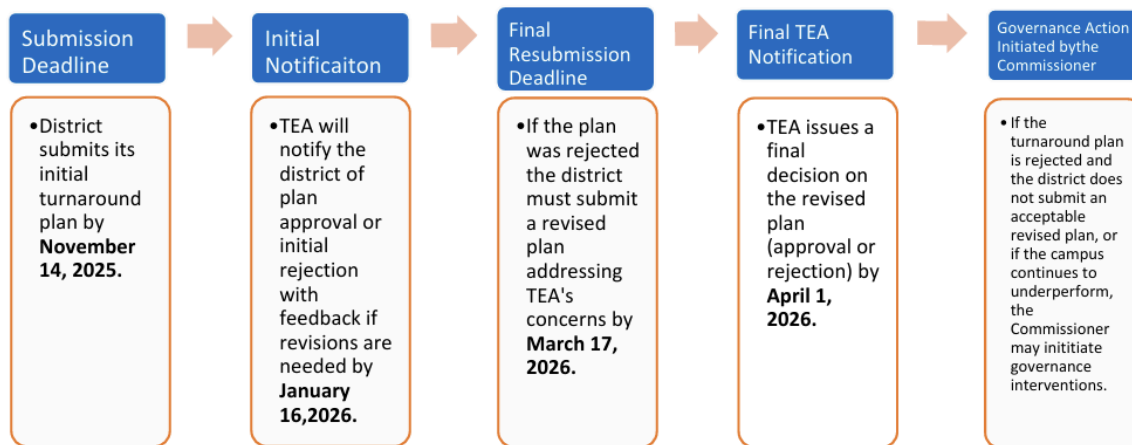 Submission
Deadline
•District
submits its
initial
turnaround
plan by
November
14, 2025.
Initial
Notificaiton
•TEA will
notify the
district of
plan
approval or
initial
rejection
with
feedback if
revisions are
needed by
January
16,2026.
Final
Resubmission
Deadline
•If the plan
was rejected
the district
must submit
a revised
plan
addressing
TEA's
concerns by
March 17,
2026.
Final TEA
Notification
•TEA issues a
final
decision on
the revised
plan
(approval or
rejection) by
April 1,
2026.
Governance Action
Initiated bythe
Commissioner
• If the
turnaround plan
is rejected and
the district does
not submit an
acceptable
revised plan, or
if the campus
continues to
underperform,
the
Commissioner
may inititiate
governance
interventions.